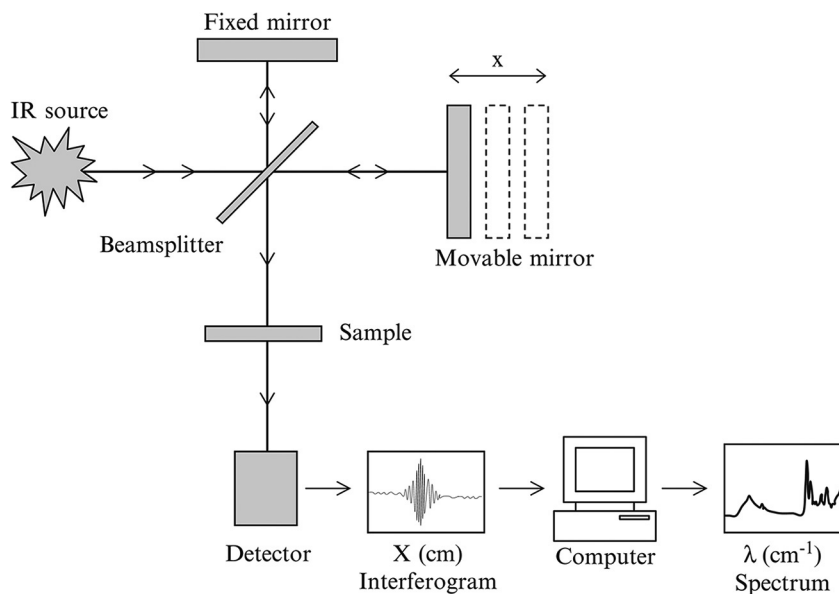 Fixed mirror
x
IR source
Beamsplitter
Movable mirror
Sample
Detector
X (cm)
Interferogram
Computer
λ (cm⁻¹)
Spectrum